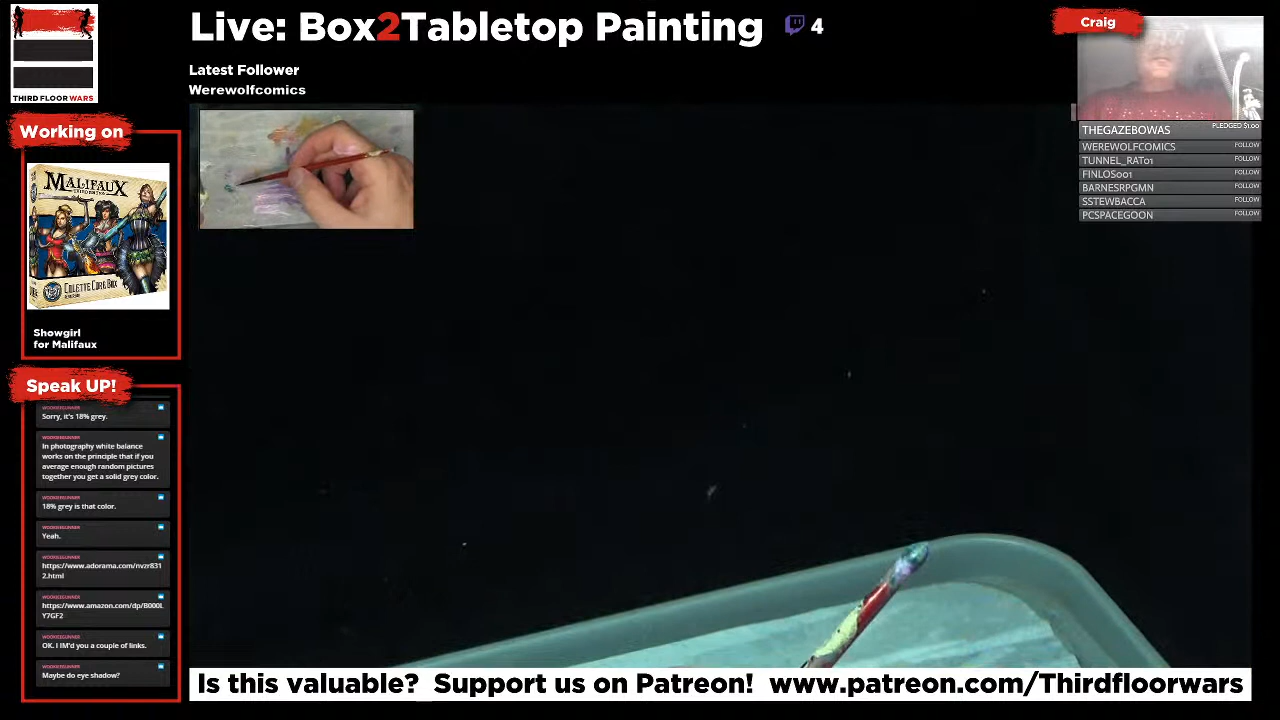 Live: Box2Tabletop Painting
4
Latest Follower
Werewolfcomics
Craig
THIRD FLOOR WARS
Working on
MALIFAUX
THIRD EDITION
COLETTE CORE BOX
Showgirl
for Malifaux
THEGAZEBOWAS PLEDGED $1.00
WEREWOLFCOMICS FOLLOW
TUNNEL_RAT01 FOLLOW
FINLOS001 FOLLOW
BARNESRPGMN FOLLOW
SSTEWBACCA FOLLOW
PCSPACEGOON FOLLOW
Speak UP!
Sorry, it's 18% grey.
In photography white balance
works on the principle that if you
average enough random pictures
together you get a solid grey color.
18% grey is that color.
Yeah.
https://www.adorama.com/nvzr831
2.html
https://www.amazon.com/dp/B000L
Y7GF2
OK. I IM'd you a couple of links.
Maybe do eye shadow?
Is this valuable? Support us on Patreon! www.patreon.com/Thirdfloorwars